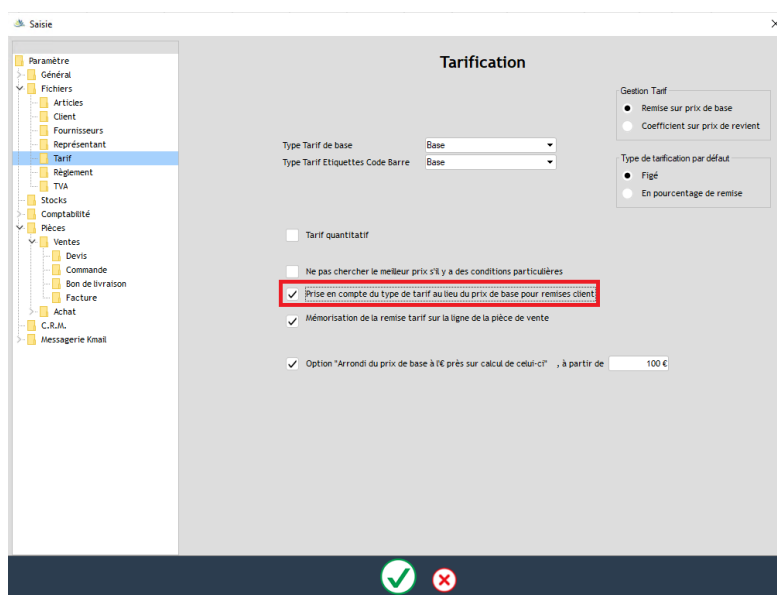 Saisie
Paramètre
Général
Fichiers
Articles
Client
Fournisseurs
Représentant
Tarif
Règlement
TVA
Stocks
Comptabilité
Pièces
Ventes
Devis
Commande
Bon de livraison
Facture
Achat
C.R.M.
Messagerie Kmail
Tarification
Gestion Tarif
Remise sur prix de base
Coefficient sur prix de revient
Type Tarif de base Base
Type Tarif Etiquettes Code Barre Base
Type de tarification par défaut
Figé
En pourcentage de remise
Tarif quantitatif
Ne pas chercher le meilleur prix s'il y a des conditions particulières
Prise en compte du type de tarif au lieu du prix de base pour remises client
Mémorisation de la remise tarif sur la ligne de la pièce de vente
Option "Arrondi du prix de base à l'€ près sur calcul de celui-ci" , à partir de 100 €